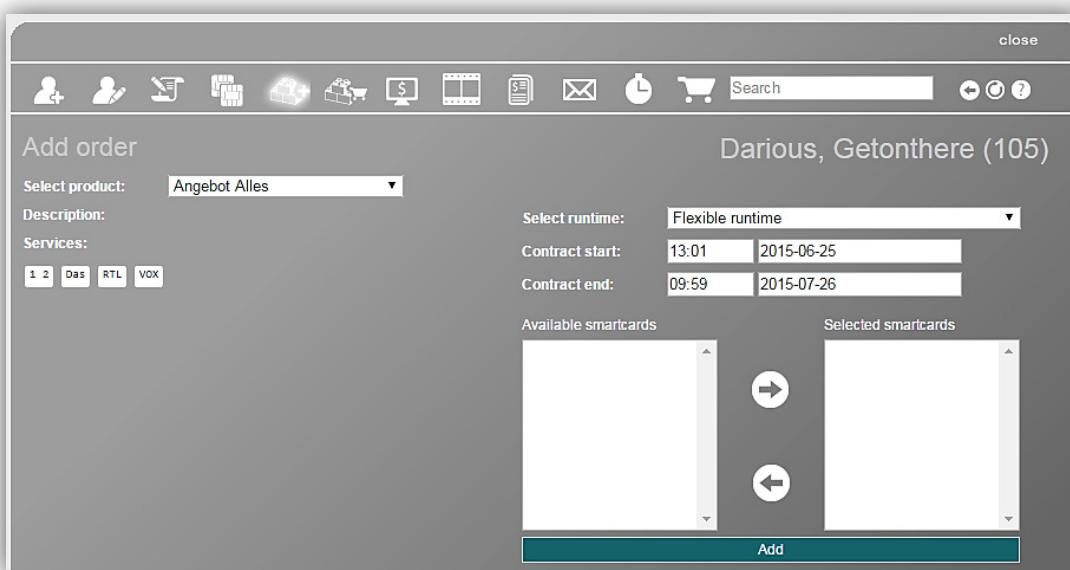 close
Search
Add order
Darious, Getonthere (105)
Select product: Angebot Alles
Description:
Services:
1 2 Das RTL VOX
Select runtime: Flexible runtime
Contract start: 13:01 2015-06-25
Contract end: 09:59 2015-07-26
Available smartcards Selected smartcards
Add